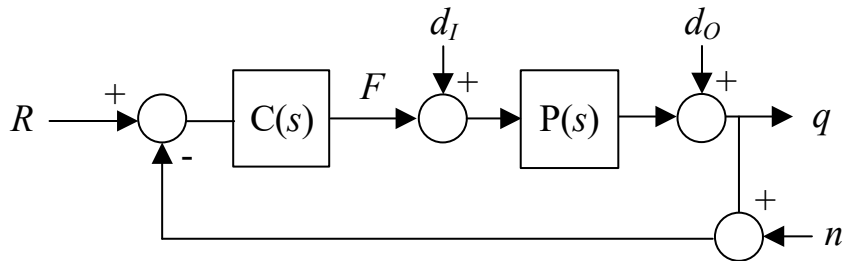 d_I d_O
+ F + +
R C(s) P(s) q
- +
n